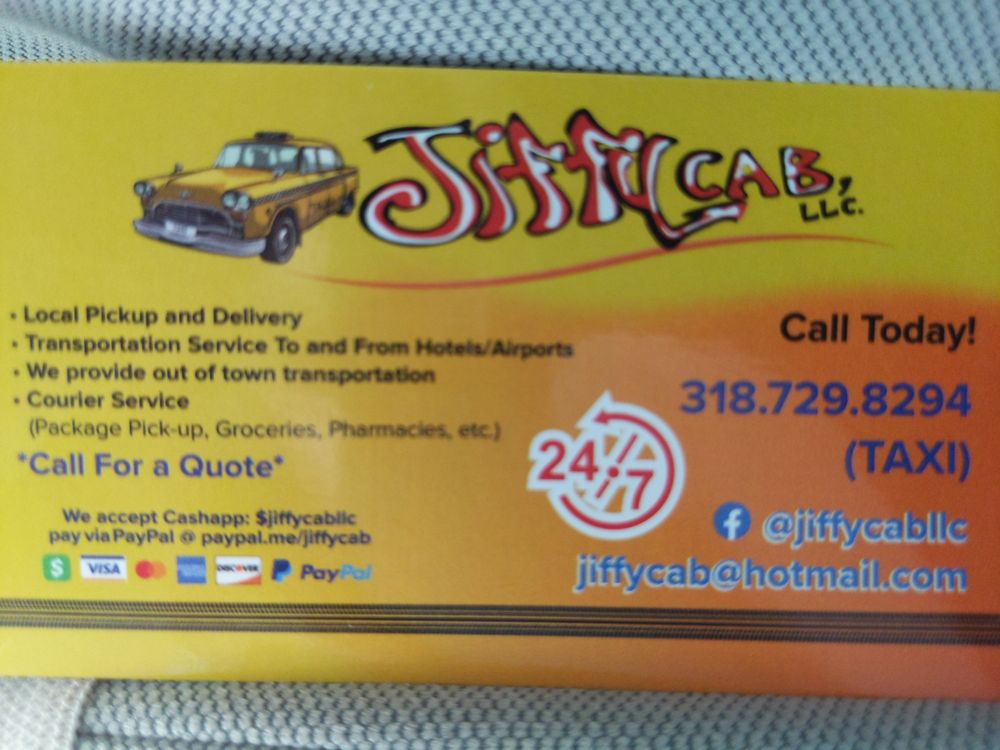 Jiffy CAB,
LLC.
• Local Pickup and Delivery
• Transportation Service To and From Hotels/Airports
• We provide out of town transportation
• Courier Service
(Package Pick-up, Groceries, Pharmacies, etc.)
*Call For a Quote*
We accept Cashapp: $jiffycabllc
pay via PayPal @ paypal.me/jiffycab
$ VISA DISCOVER PayPal
24/7
Call Today!
318.729.8294
(TAXI)
f @jiffycabllc
jiffycab@hotmail.com